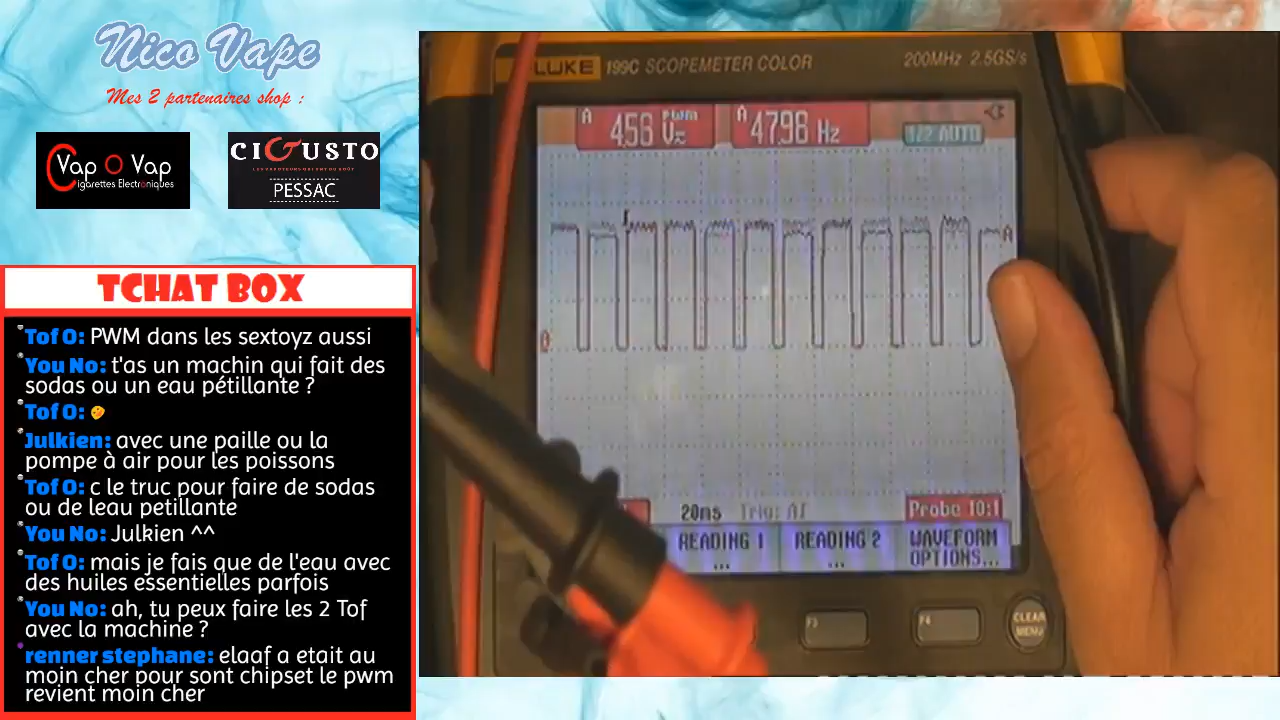 Nico Vape
Mes 2 partenaires shop :
Vap O Vap
Cigarettes Electroniques
CIGUSTO
PESSAC
TCHAT BOX
Tof O: PWM dans les sextoyz aussi
You No: t'as un machin qui fait des
sodas ou un eau pétillante ?
Tof O:
Julkien: avec une paille ou la
pompe à air pour les poissons
Tof O: c le truc pour faire de sodas
ou de leau petillante
You No: Julkien ^^
Tof O: mais je fais que de l'eau avec
des huiles essentielles parfois
You No: ah, tu peux faire les 2 Tof
avec la machine ?
renner stephane: elaaf a etait au
moin cher pour sont chipset le pwm
revient moin cher
LUKE 199C SCOPEMETER COLOR
200MHz 2.5GS/s
A 4.56 PWM V
A 47.96 Hz
1/2 AUTO
A
A
20ms Trig: A
Probe 10:1
READING 1
...
READING 2
...
WAVEFORM
OPTIONS...
F3
F4
CLEAR
MENU